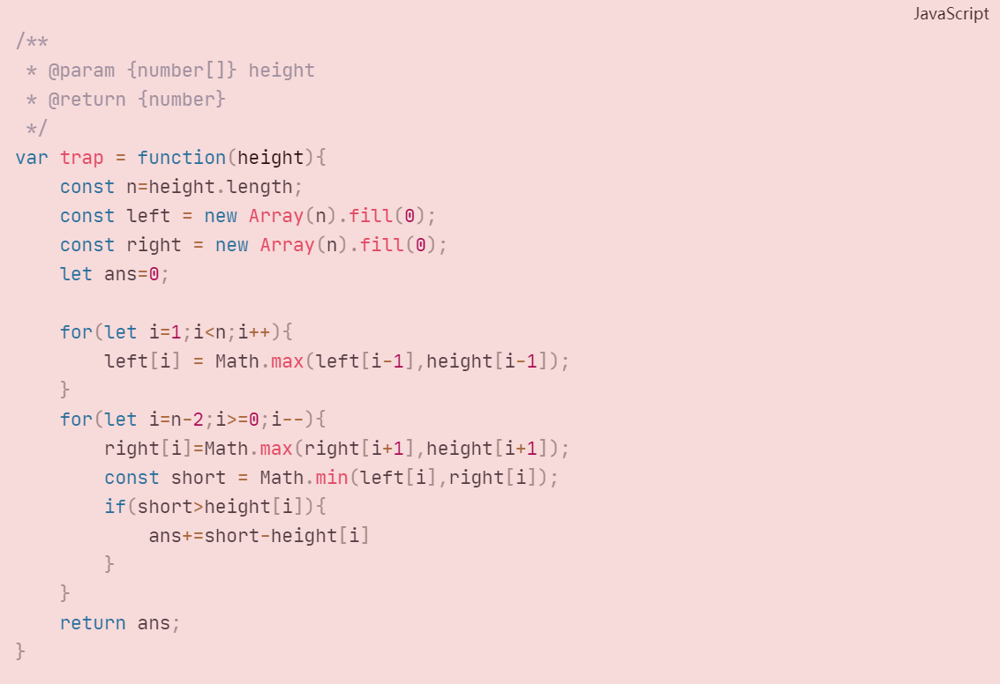 JavaScript
/**
 * @param {number[]} height
 * @return {number}
 */
var trap = function(height){
    const n=height.length;
    const left = new Array(n).fill(0);
    const right = new Array(n).fill(0);
    let ans=0;

    for(let i=1;i<n;i++){
        left[i] = Math.max(left[i-1],height[i-1]);
    }
    for(let i=n-2;i>=0;i--){
        right[i]=Math.max(right[i+1],height[i+1]);
        const short = Math.min(left[i],right[i]);
        if(short>height[i]){
            ans+=short-height[i]
        }
    }
    return ans;
}